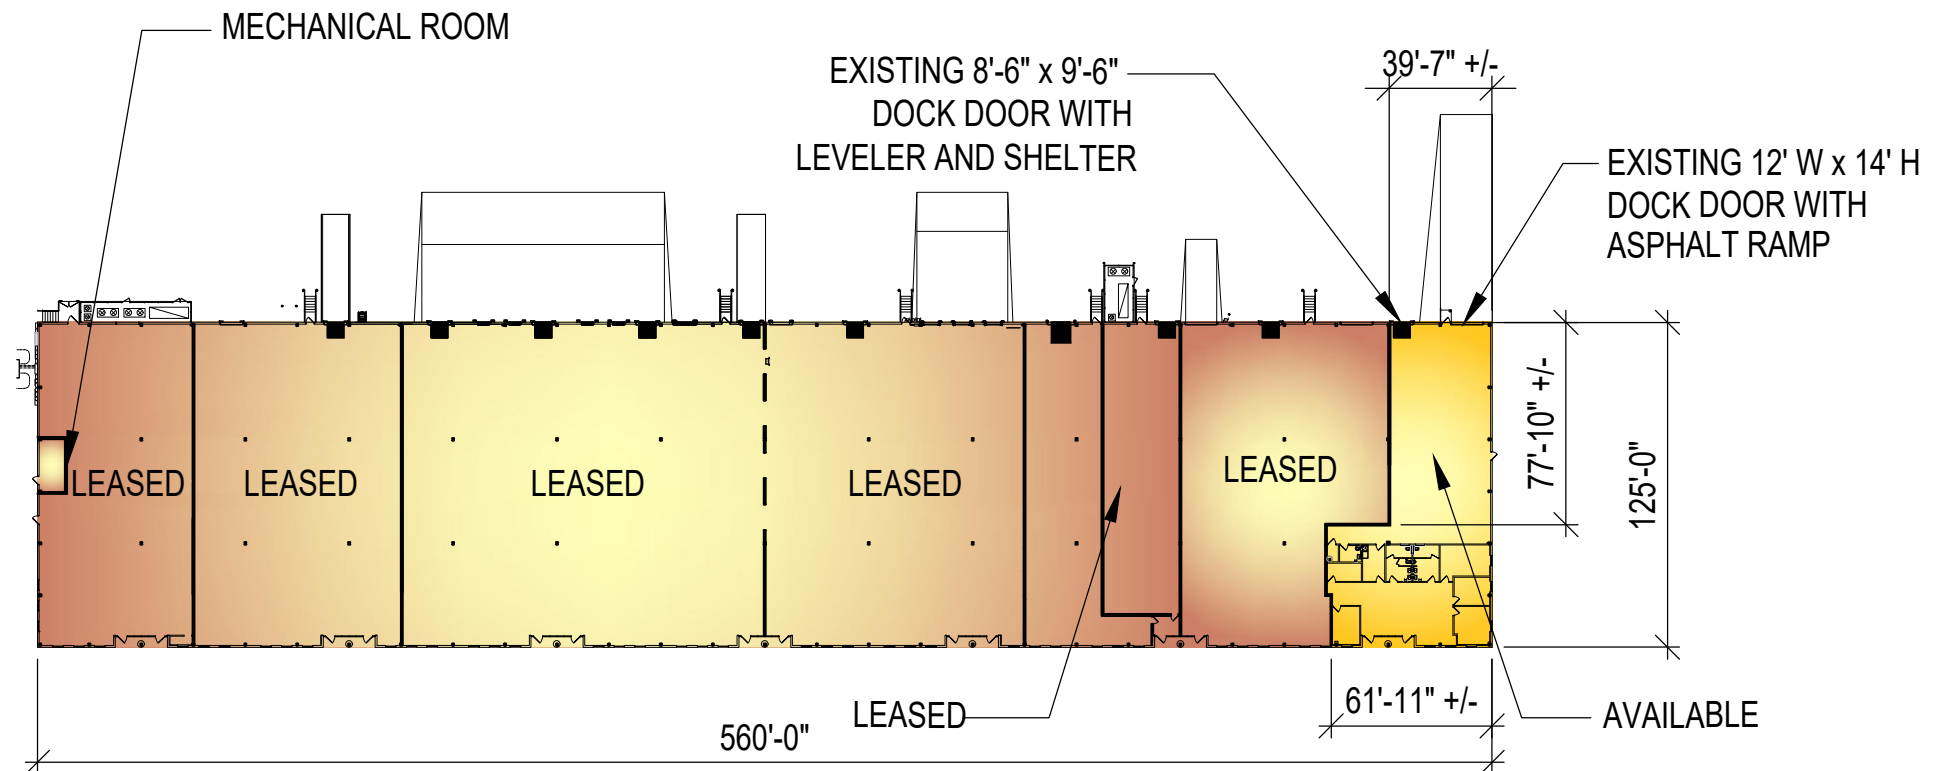 MECHANICAL ROOM
EXISTING 8'-6" x 9'-6"
DOCK DOOR WITH
LEVELER AND SHELTER
39'-7" +/-
EXISTING 12' W x 14' H
DOCK DOOR WITH
ASPHALT RAMP
LEASED
LEASED
LEASED
LEASED
LEASED
77'-10" +/-
125'-0"
LEASED
61'-11" +/-
AVAILABLE
560'-0"